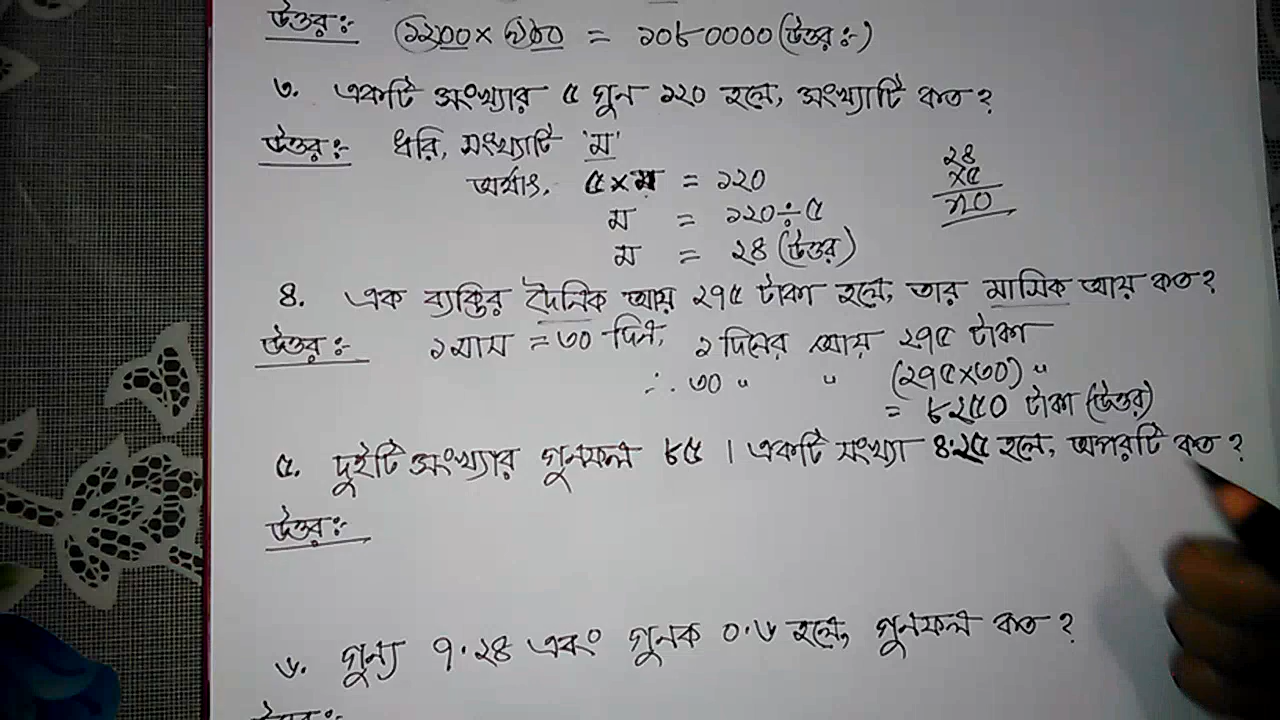 উত্তরঃ- ১২০০ × ৯০০ = ১০৮০০০০ (উত্তরঃ-)
৩. একটি সংখ্যার ৫ গুন ১২০ হলে, সংখ্যাটি কত?
উত্তরঃ- ধরি, সংখ্যাটি 'ম'
২৪
অর্থাৎ, ৫ × ম = ১২০
×৫
ম = ১২০ ÷ ৫
১২০
ম = ২৪ (উত্তর)
৪. এক ব্যক্তির দৈনিক আয় ২৭৫ টাকা হলে, তার মাসিক আয় কত?
উত্তরঃ- ১ মাস = ৩০ দিন, ১ দিনের আয় ২৭৫ টাকা
∴ ৩০ " " (২৭৫×৩০) "
= ৮২৫০ টাকা (উত্তর)
৫. দুইটি সংখ্যার গুনফল ৮৫। একটি সংখ্যা ৪.২৫ হলে, অপরটি কত?
উত্তরঃ-
৬. গুন্য ৭.২৪ এবং গুনক ০.৬ হলে, গুনফল কত?